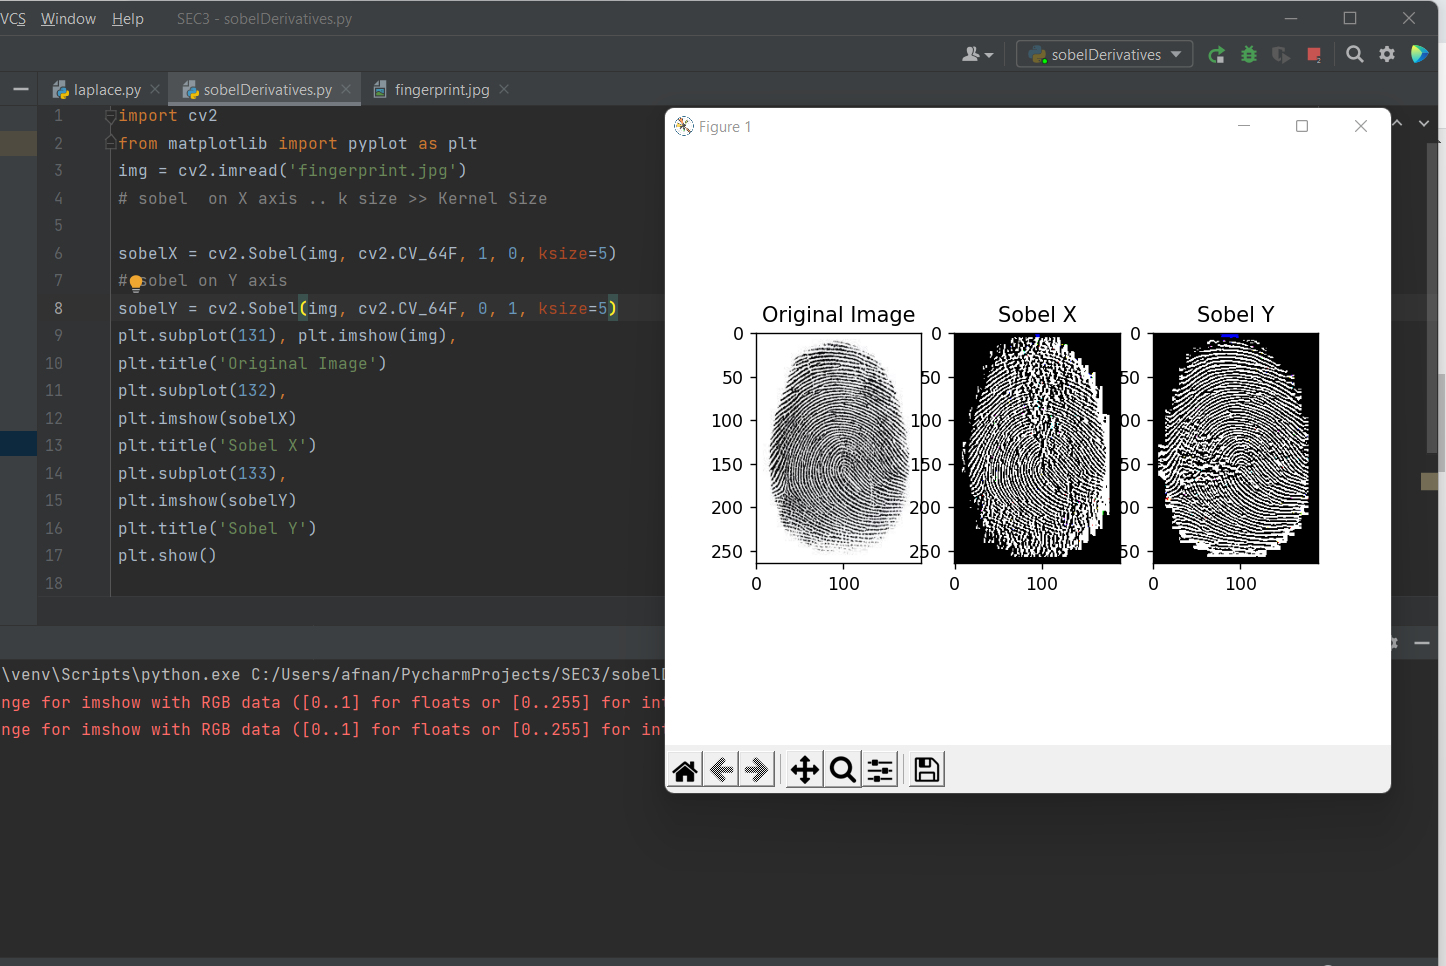 VCS Window Help SEC3 - sobelDerivatives.py
sobelDerivatives
laplace.py sobelDerivatives.py fingerprint.jpg
1 import cv2
2 from matplotlib import pyplot as plt
3 img = cv2.imread('fingerprint.jpg')
4 # sobel  on X axis .. k size >> Kernel Size
5
6 sobelX = cv2.Sobel(img, cv2.CV_64F, 1, 0, ksize=5)
7 # sobel on Y axis
8 sobelY = cv2.Sobel(img, cv2.CV_64F, 0, 1, ksize=5)
9 plt.subplot(131), plt.imshow(img),
10 plt.title('Original Image')
11 plt.subplot(132),
12 plt.imshow(sobelX)
13 plt.title('Sobel X')
14 plt.subplot(133),
15 plt.imshow(sobelY)
16 plt.title('Sobel Y')
17 plt.show()
18
Figure 1
Original Image
0
50
100
150
200
250
0 100
Sobel X
0
50
100
150
200
250
0 100
Sobel Y
0
50
00
50
00
50
0 100
\venv\Scripts\python.exe C:/Users/afnan/PycharmProjects/SEC3/sobel
nge for imshow with RGB data ([0..1] for floats or [0..255] for int
nge for imshow with RGB data ([0..1] for floats or [0..255] for int